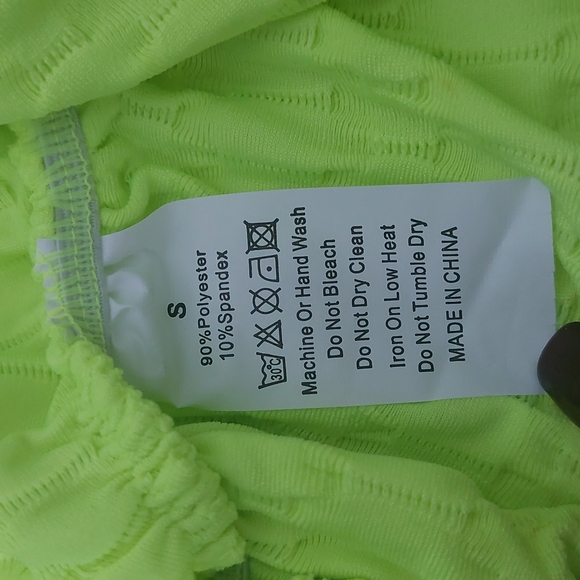 S
90%Polyester
10%Spandex
30°C
Machine Or Hand Wash
Do Not Bleach
Do Not Dry Clean
Iron On Low Heat
Do Not Tumble Dry
MADE IN CHINA